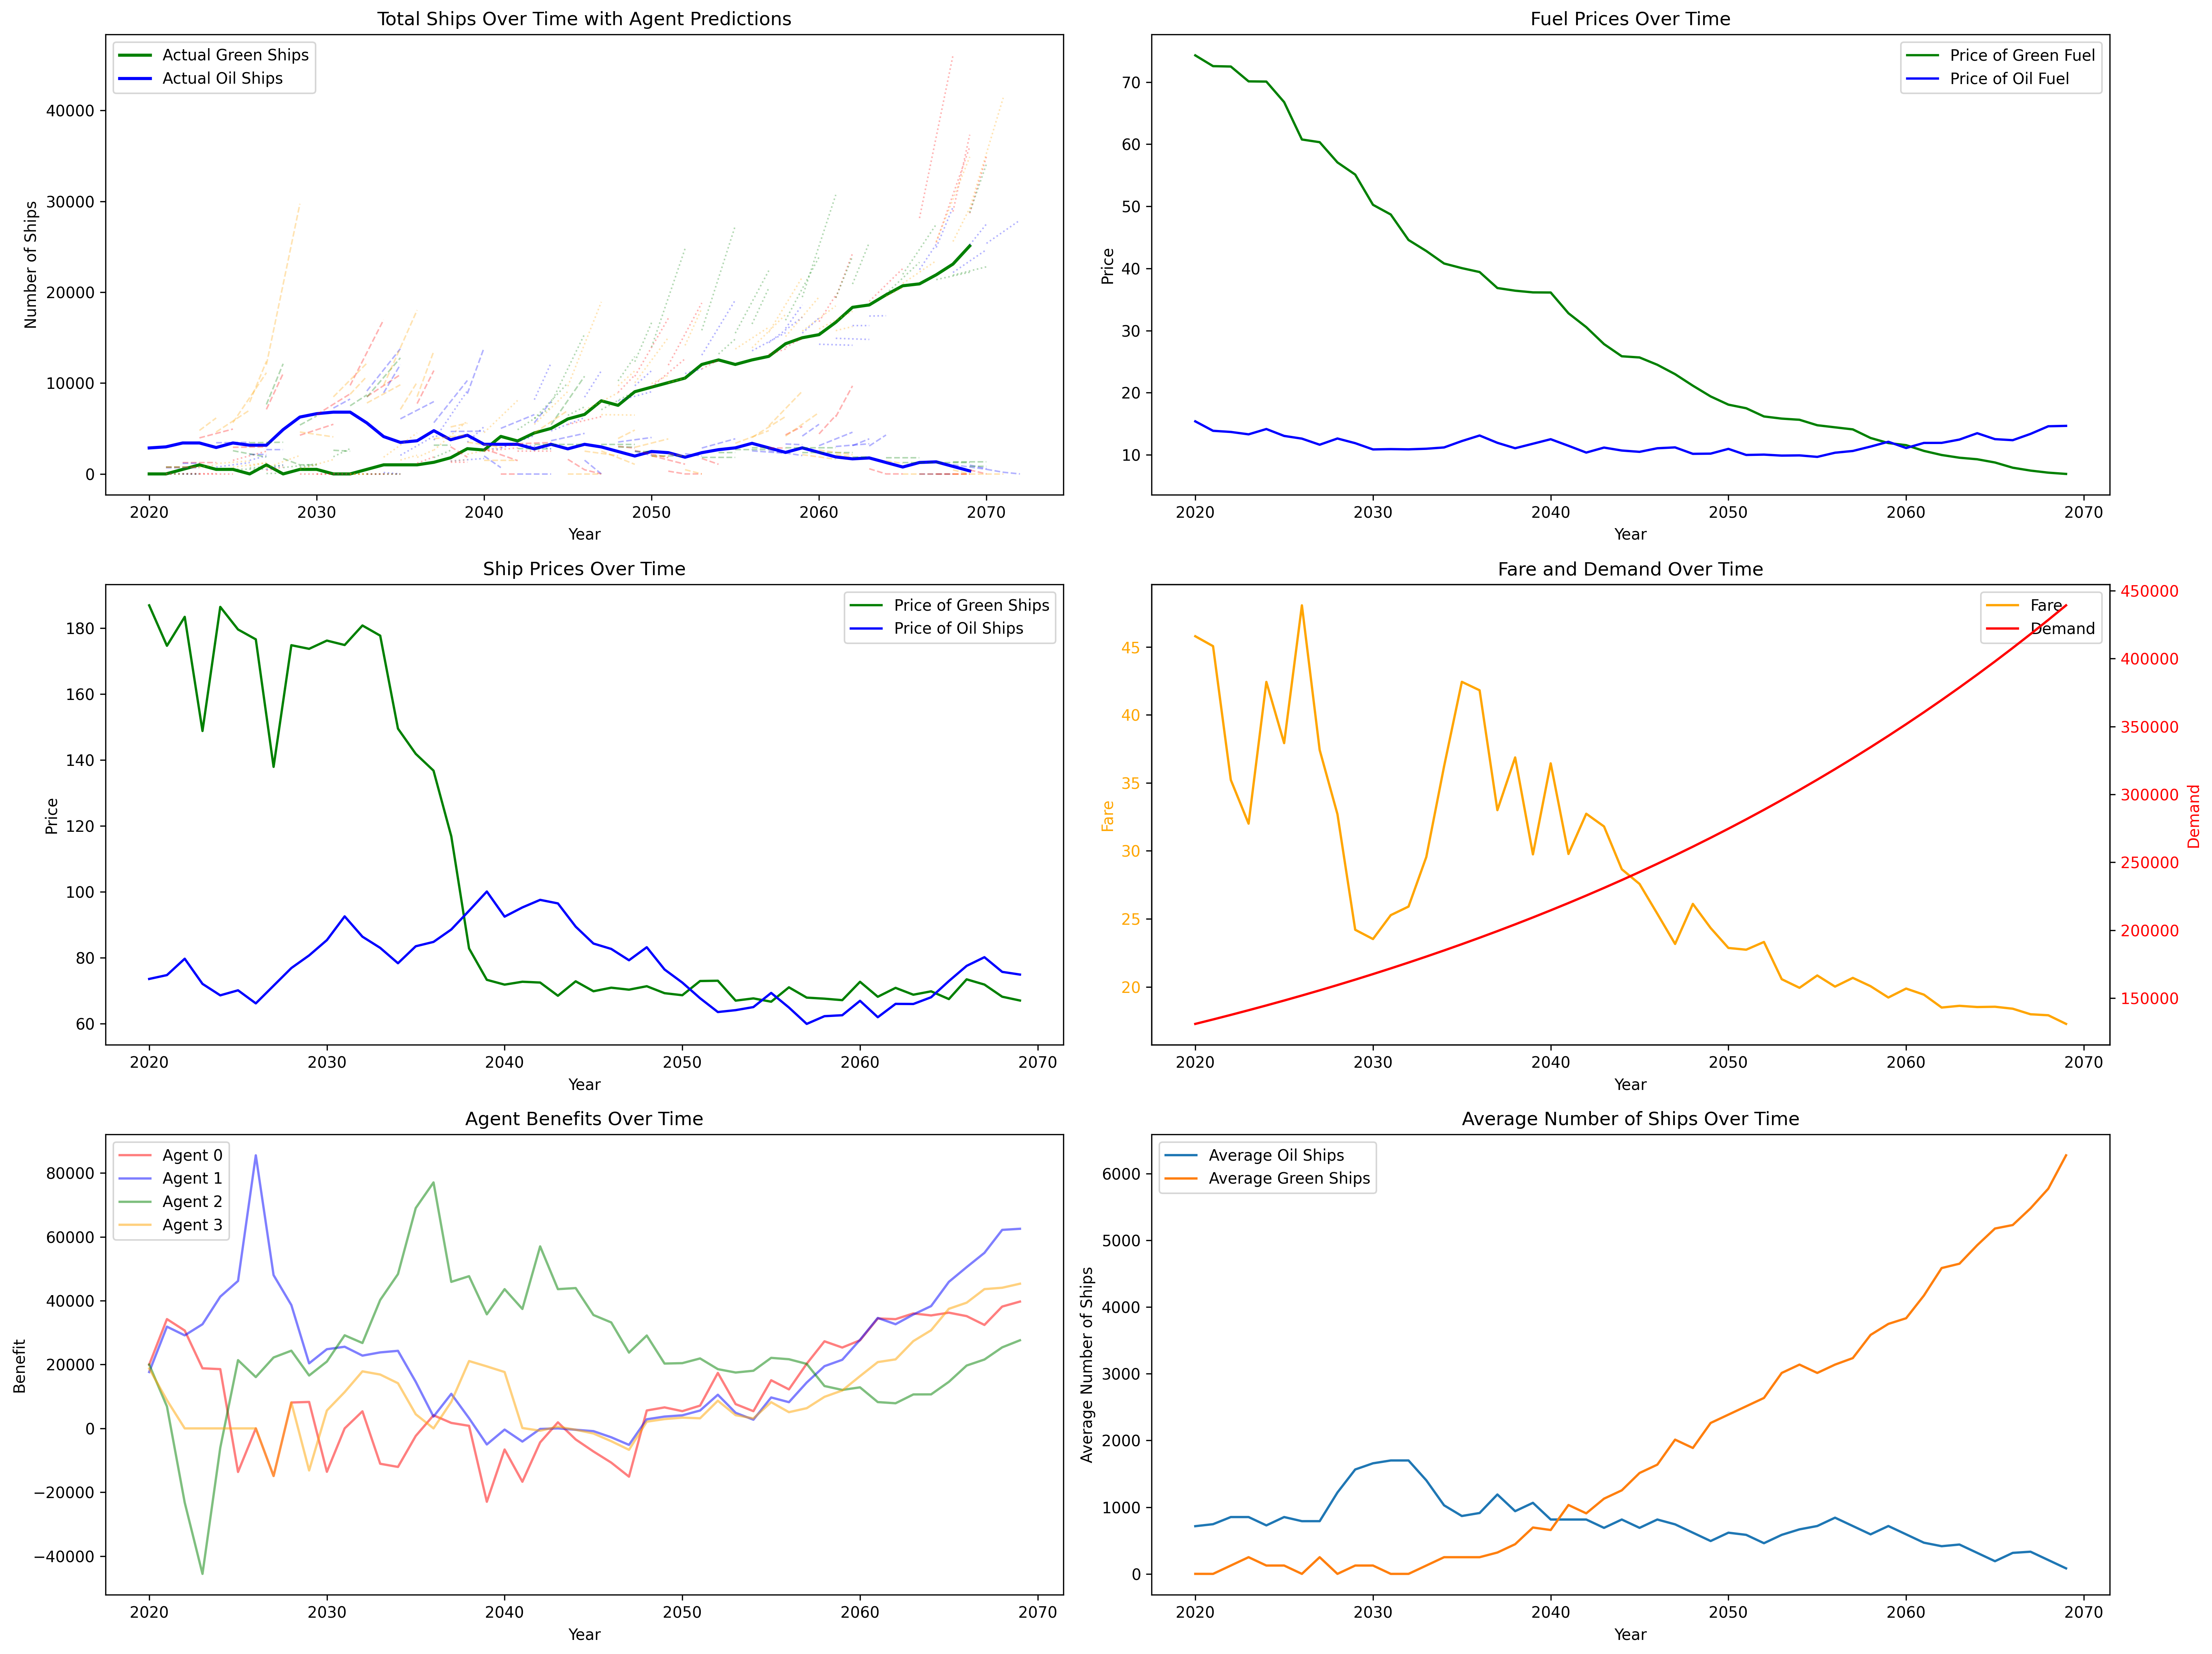 Total Ships Over Time with Agent Predictions
Actual Green Ships
Actual Oil Ships
Number of Ships
40000
30000
20000
10000
0
2020
2030
2040
2050
2060
2070
Year
Fuel Prices Over Time
Price of Green Fuel
Price of Oil Fuel
Price
70
60
50
40
30
20
10
2020
2030
2040
2050
2060
2070
Year
Ship Prices Over Time
Price of Green Ships
Price of Oil Ships
Price
180
160
140
120
100
80
60
2020
2030
2040
2050
2060
2070
Year
Fare and Demand Over Time
Fare
Demand
Fare
45
40
35
30
25
20
450000
400000
350000
300000
250000
200000
150000
Demand
2020
2030
2040
2050
2060
2070
Year
Agent Benefits Over Time
Agent 0
Agent 1
Agent 2
Agent 3
Benefit
80000
60000
40000
20000
0
−20000
−40000
2020
2030
2040
2050
2060
2070
Year
Average Number of Ships Over Time
Average Oil Ships
Average Green Ships
Average Number of Ships
6000
5000
4000
3000
2000
1000
0
2020
2030
2040
2050
2060
2070
Year